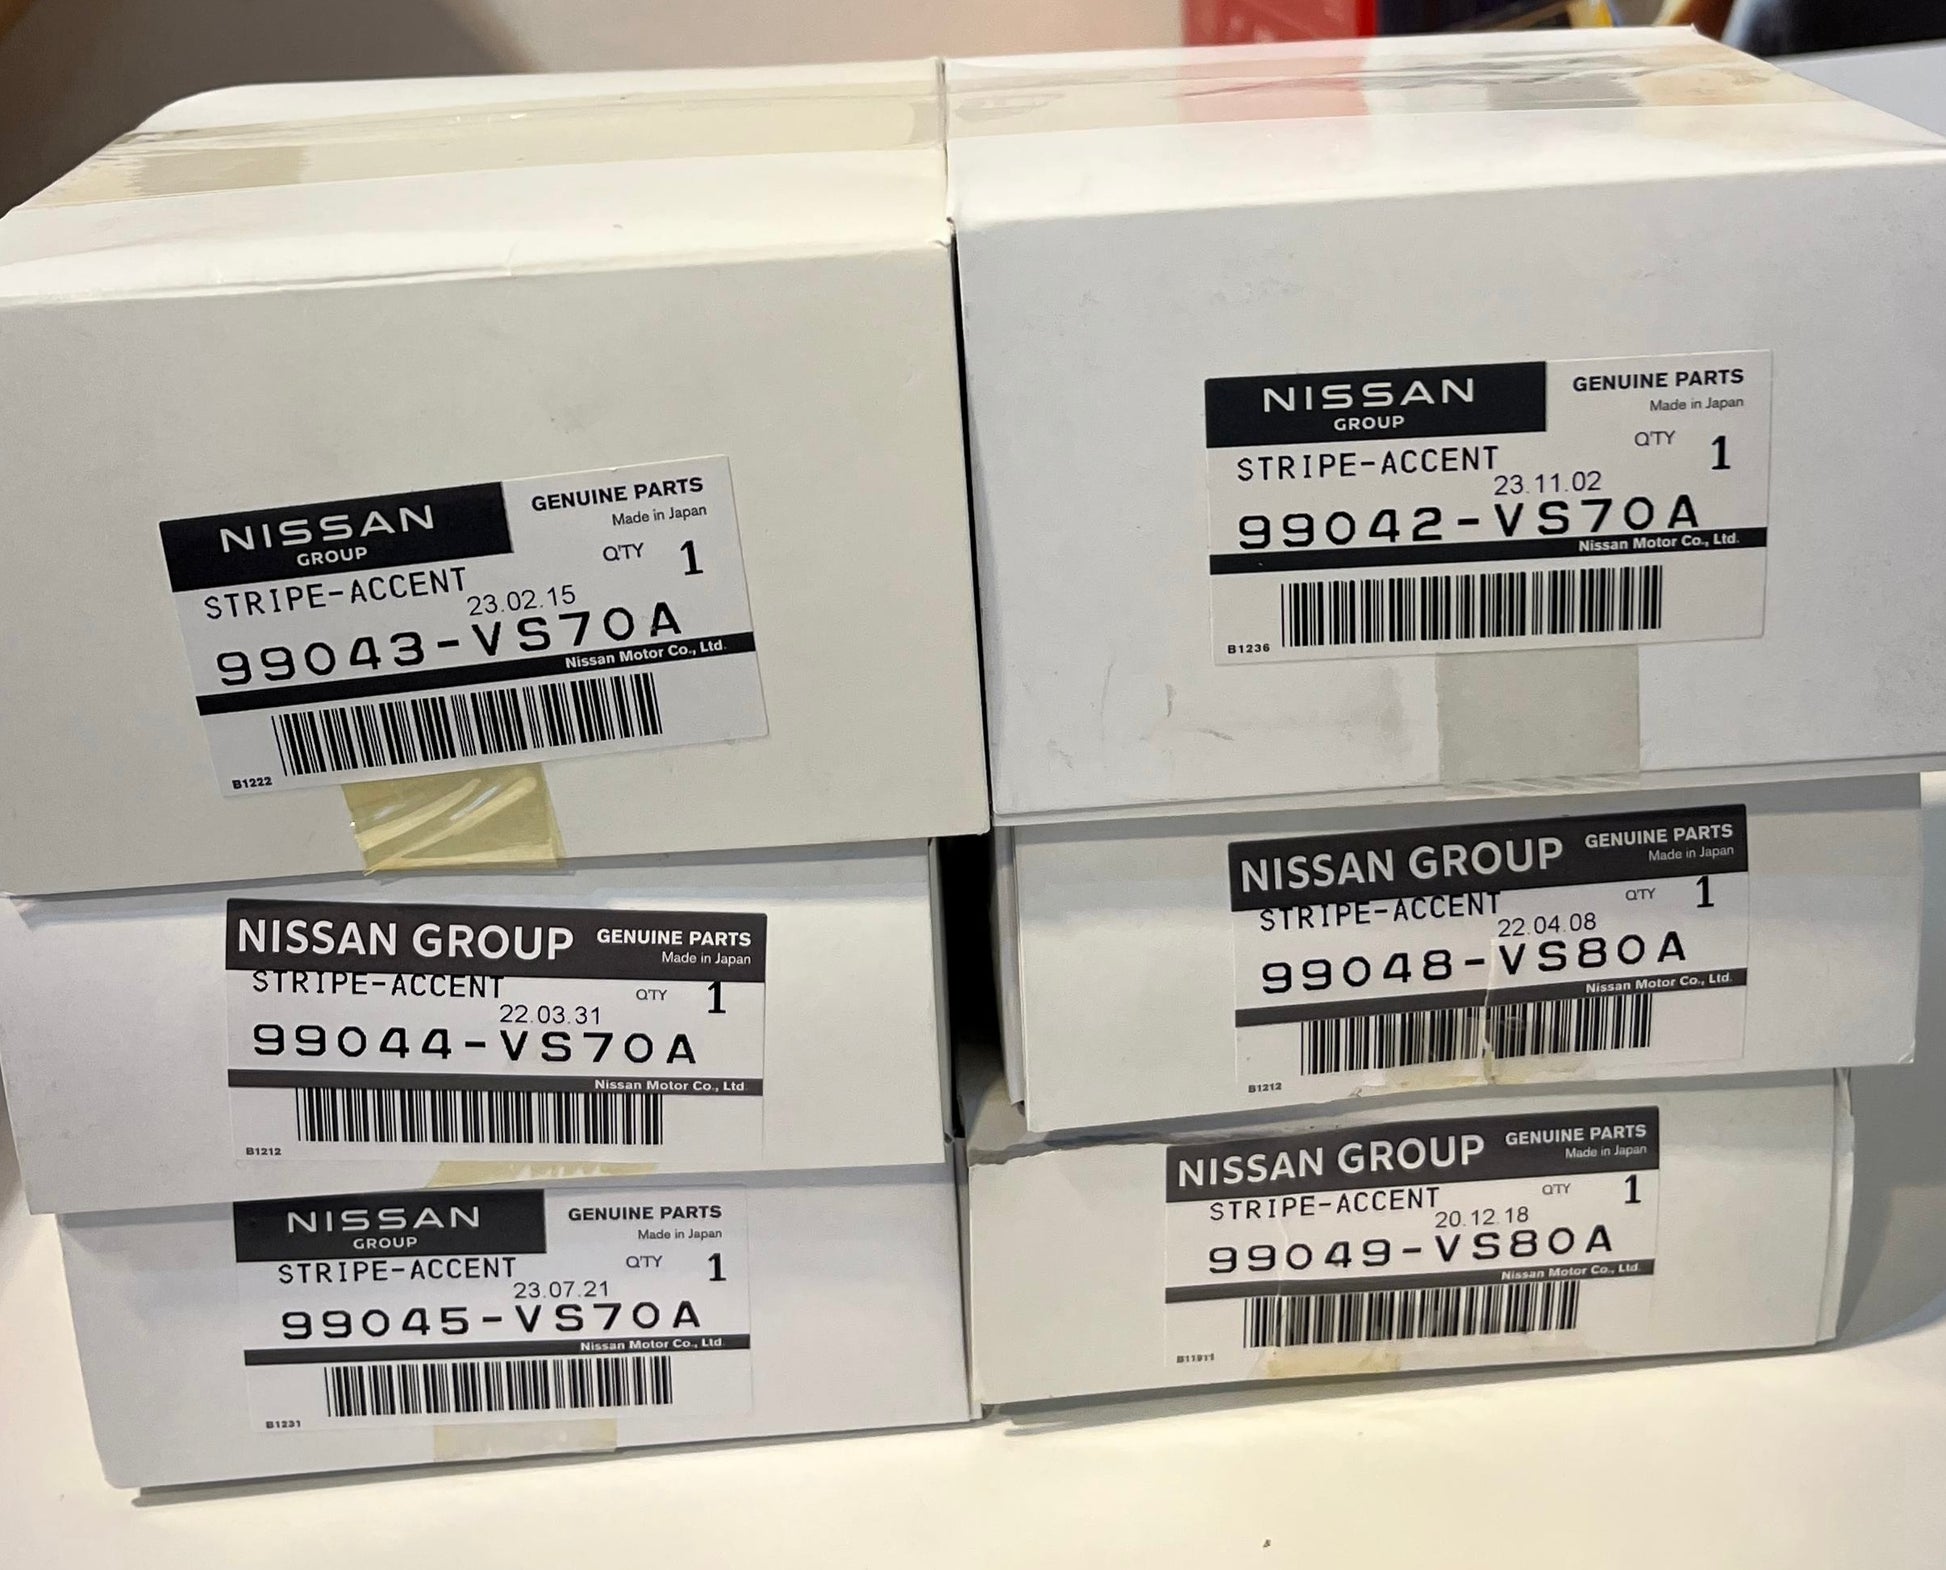 NISSAN
GROUP
GENUINE PARTS
Made in Japan
STRIPE-ACCENT
Q'TY 1
23.02.15
99043-VS70A
Nissan Motor Co., Ltd.
B1222
NISSAN
GROUP
GENUINE PARTS
Made in Japan
STRIPE-ACCENT
Q'TY 1
23.11.02
99042-VS70A
Nissan Motor Co., Ltd.
B1236
NISSAN GROUP
GENUINE PARTS
Made in Japan
STRIPE-ACCENT
Q'TY 1
22.03.31
99044-VS70A
Nissan Motor Co., Ltd
B1212
NISSAN GROUP
GENUINE PARTS
Made in Japan
STRIPE-ACCENT
Q'TY 1
22.04.08
99048-VS80A
Nissan Motor Co., Ltd.
B1212
NISSAN
GROUP
GENUINE PARTS
Made in Japan
STRIPE-ACCENT
Q'TY 1
23.07.21
99045-VS70A
Nissan Motor Co., Ltd
B1231
NISSAN GROUP
GENUINE PARTS
Made in Japan
STRIPE-ACCENT
Q'TY 1
20.12.18
99049-VS80A
Nissan Motor Co., Ltd.